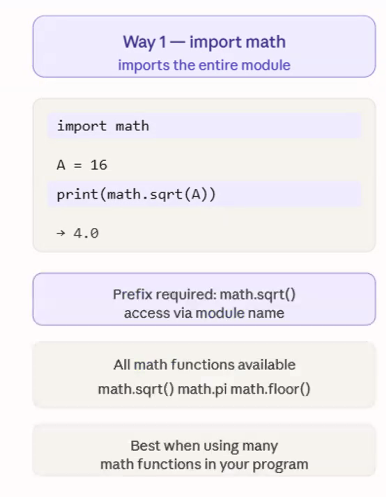 Way 1 — import math
imports the entire module
import math
A = 16
print(math.sqrt(A))
→ 4.0
Prefix required: math.sqrt()
access via module name
All math functions available
math.sqrt() math.pi math.floor()
Best when using many
math functions in your program